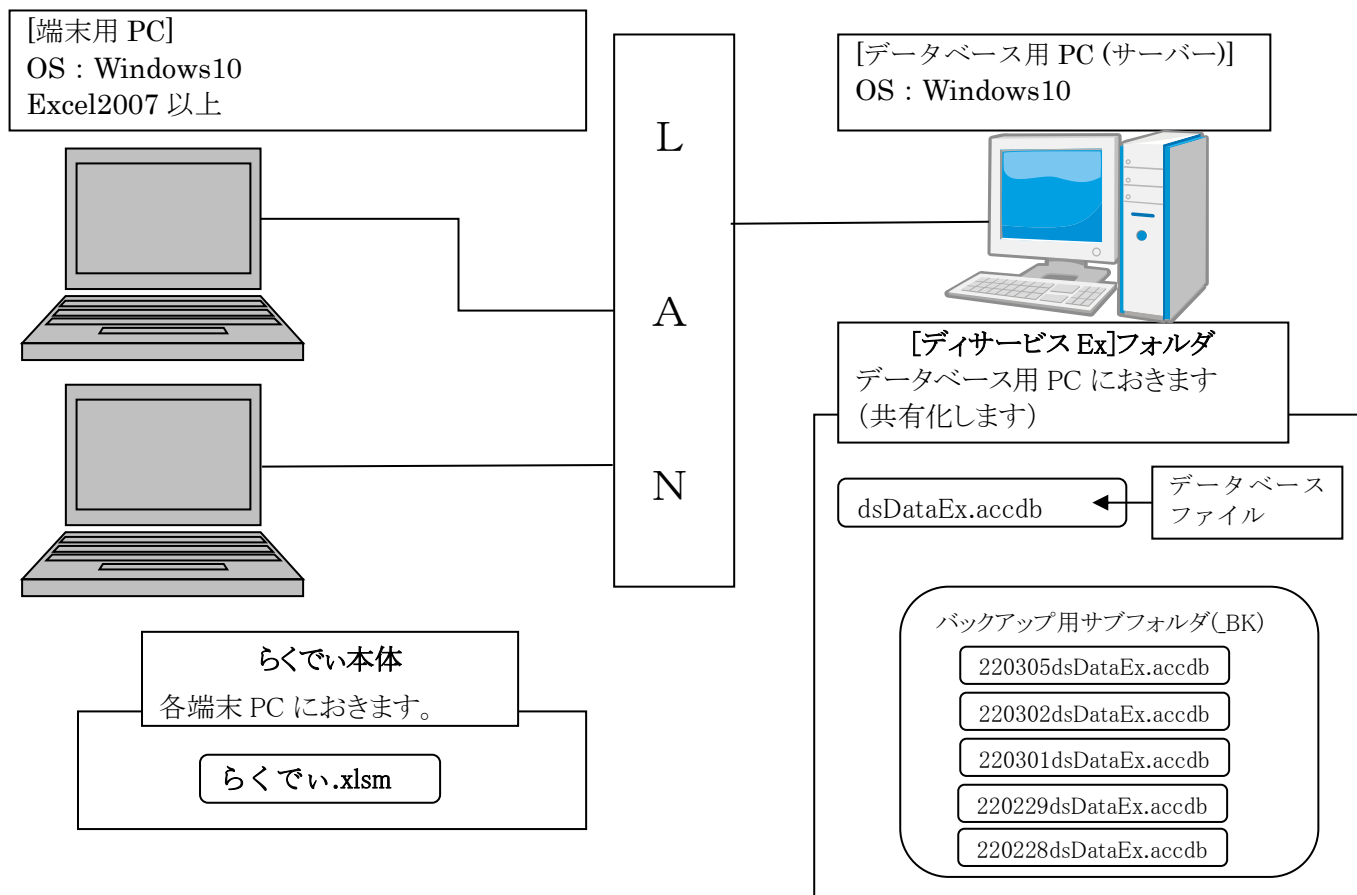 [端末用 PC]
OS：Windows10
Excel2007 以上
L
A
N
[データベース用 PC (サーバー)]
OS：Windows10
[ディサービス Ex]フォルダ
データベース用 PC におきます
（共有化します）
dsDataEx.accdb
データベース
ファイル
バックアップ用サブフォルダ(_BK)
220305dsDataEx.accdb
220302dsDataEx.accdb
220301dsDataEx.accdb
220229dsDataEx.accdb
220228dsDataEx.accdb
らくでぃ本体
各端末 PC におきます。
らくでぃ.xlsm